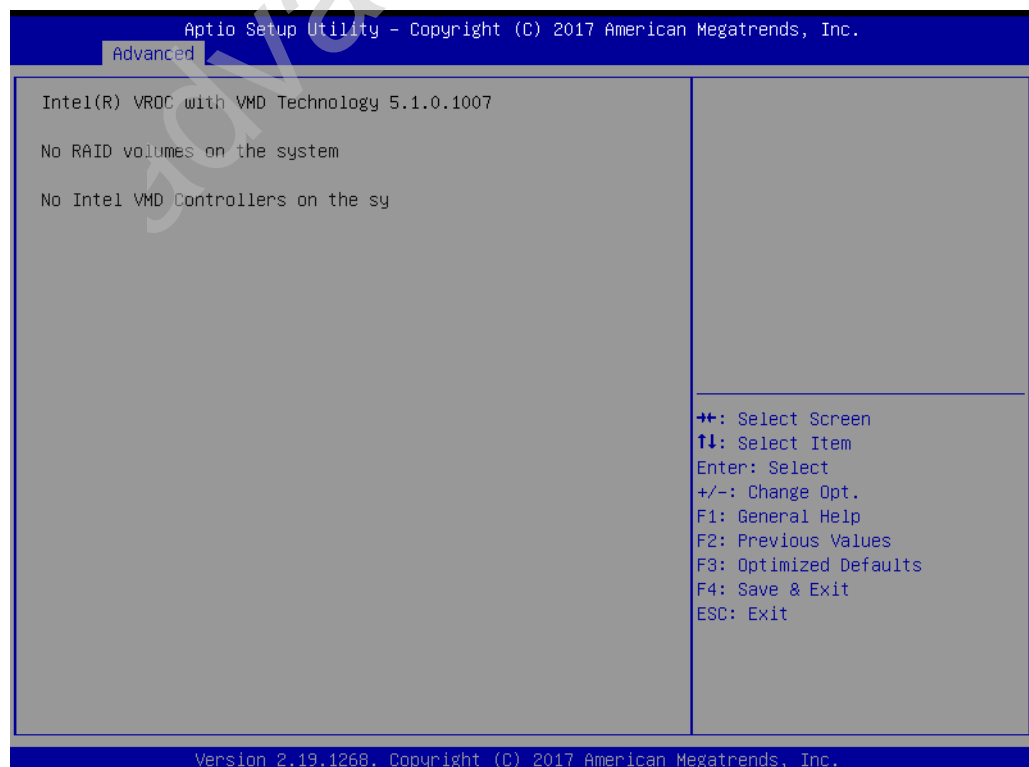 Aptio Setup Utility – Copyright (C) 2017 American Megatrends, Inc.
Advanced
Intel(R) VROC with VMD Technology 5.1.0.1007
No RAID volumes on the system
No Intel VMD Controllers on the sy
→←: Select Screen
↑↓: Select Item
Enter: Select
+/-: Change Opt.
F1: General Help
F2: Previous Values
F3: Optimized Defaults
F4: Save & Exit
ESC: Exit
Version 2.19.1268. Copyright (C) 2017 American Megatrends, Inc.